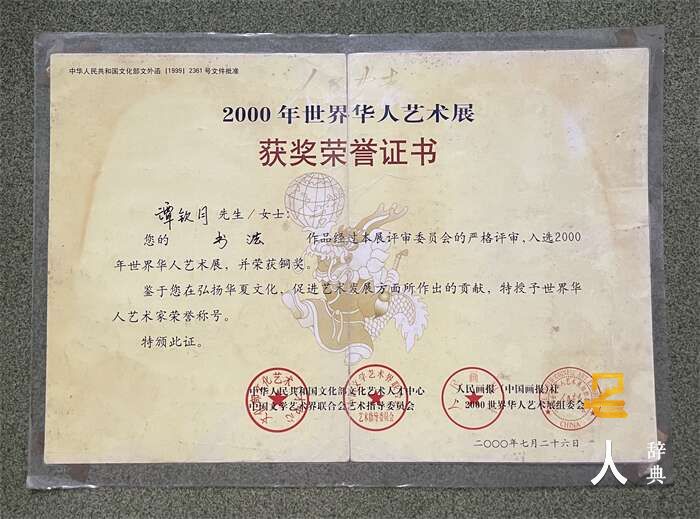 中华人民共和国文化部文外函［1999］2361号文件批准
2000年世界华人艺术展
获奖荣誉证书
谭钦月先生/女士：
您的 书法 作品经过本展评审委员会的严格评审，入选2000
年世界华人艺术展，并荣获铜奖。
鉴于您在弘扬华夏文化、促进艺术发展方面所作出的贡献，特授予世界华
人艺术家荣誉称号。
特颁此证。
中华人民共和国文化部文化艺术人才中心
人民画报（中国画报）社
中国文学艺术界联合会艺术指导委员会
2000世界华人艺术展组委会
二〇〇〇年七月二十六日
CHINA
名人
辞典